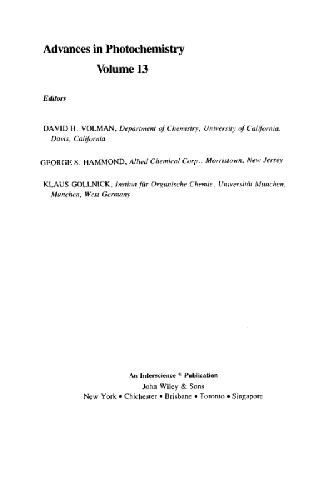 Advances in Photochemistry
Volume 13
Editors
DAVID H. VOLMAN, Department of Chemistry, University of California,
Davis, California
GEORGE S. HAMMOND, Allied Chemical Corp., Morristown, New Jersey
KLAUS GOLLNICK, Institut für Organische Chemie, Universität München,
München, West Germany
An Interscience ® Publication
John Wiley & Sons
New York • Chichester • Brisbane • Toronto • Singapore